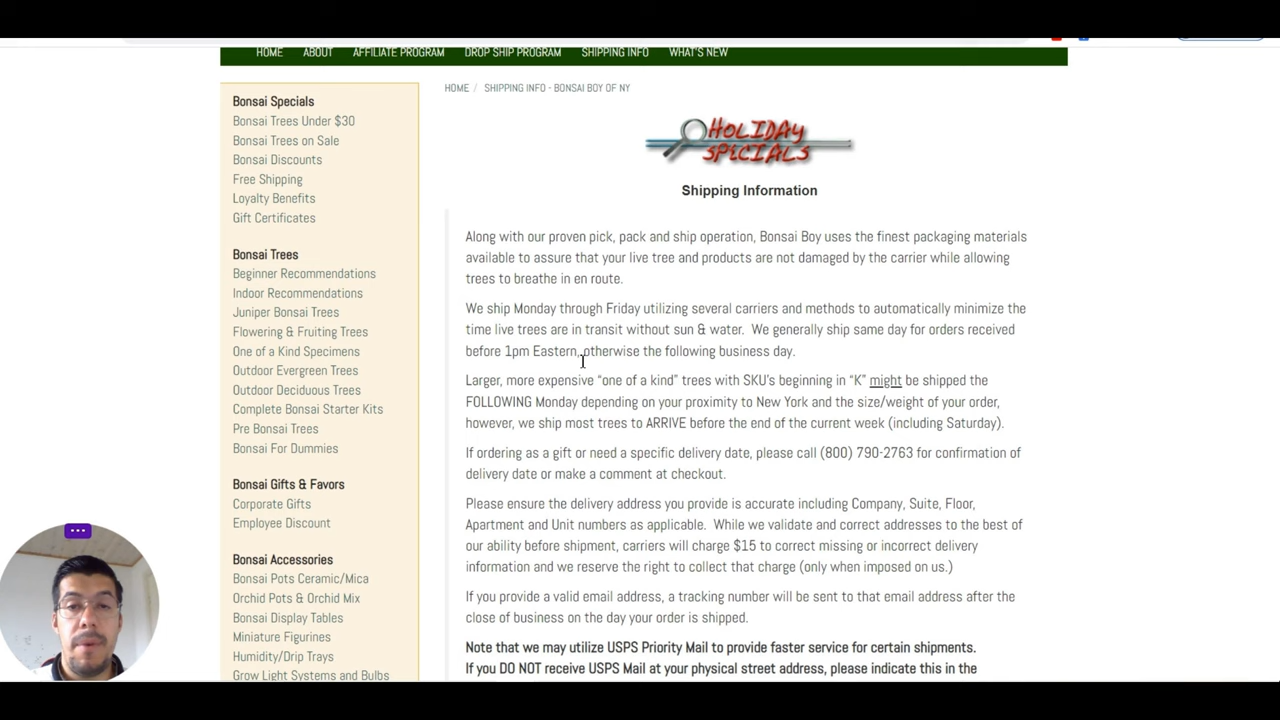 HOME ABOUT AFFILIATE PROGRAM DROP SHIP PROGRAM SHIPPING INFO WHAT'S NEW
Bonsai Specials
Bonsai Trees Under $30
Bonsai Trees on Sale
Bonsai Discounts
Free Shipping
Loyalty Benefits
Gift Certificates
Bonsai Trees
Beginner Recommendations
Indoor Recommendations
Juniper Bonsai Trees
Flowering & Fruiting Trees
One of a Kind Specimens
Outdoor Evergreen Trees
Outdoor Deciduous Trees
Complete Bonsai Starter Kits
Pre Bonsai Trees
Bonsai For Dummies
Bonsai Gifts & Favors
Corporate Gifts
Employee Discount
Bonsai Accessories
Bonsai Pots Ceramic/Mica
Orchid Pots & Orchid Mix
Bonsai Display Tables
Miniature Figurines
Humidity/Drip Trays
Grow Light Systems and Bulbs
HOME / SHIPPING INFO - BONSAI BOY OF NY
HOLIDAY
SPECIALS
Shipping Information
Along with our proven pick, pack and ship operation, Bonsai Boy uses the finest packaging materials
available to assure that your live tree and products are not damaged by the carrier while allowing
trees to breathe in en route.
We ship Monday through Friday utilizing several carriers and methods to automatically minimize the
time live trees are in transit without sun & water. We generally ship same day for orders received
before 1pm Eastern, otherwise the following business day.
Larger, more expensive “one of a kind” trees with SKU's beginning in “K” might be shipped the
FOLLOWING Monday depending on your proximity to New York and the size/weight of your order,
however, we ship most trees to ARRIVE before the end of the current week (including Saturday).
If ordering as a gift or need a specific delivery date, please call (800) 790-2763 for confirmation of
delivery date or make a comment at checkout.
Please ensure the delivery address you provide is accurate including Company, Suite, Floor,
Apartment and Unit numbers as applicable. While we validate and correct addresses to the best of
our ability before shipment, carriers will charge $15 to correct missing or incorrect delivery
information and we reserve the right to collect that charge (only when imposed on us.)
If you provide a valid email address, a tracking number will be sent to that email address after the
close of business on the day your order is shipped.
Note that we may utilize USPS Priority Mail to provide faster service for certain shipments.
If you DO NOT receive USPS Mail at your physical street address, please indicate this in the